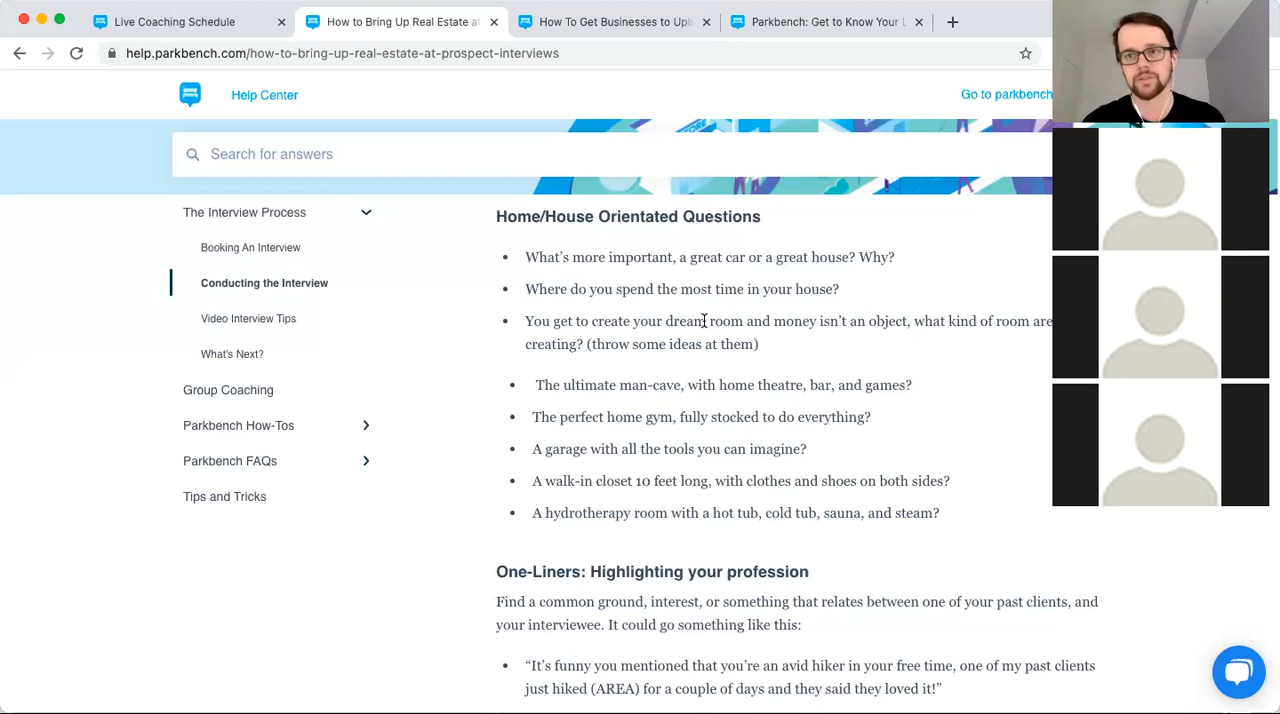 Live Coaching Schedule
How to Bring Up Real Estate a
How To Get Businesses to Upl
Parkbench: Get to Know Your L
help.parkbench.com/how-to-bring-up-real-estate-at-prospect-interviews
Help Center
Go to parkbench
Search for answers
The Interview Process
Booking An Interview
Conducting the Interview
Video Interview Tips
What's Next?
Group Coaching
Parkbench How-Tos
Parkbench FAQs
Tips and Tricks
Home/House Orientated Questions
• What's more important, a great car or a great house? Why?
• Where do you spend the most time in your house?
• You get to create your dream room and money isn't an object, what kind of room are
creating? (throw some ideas at them)
• The ultimate man-cave, with home theatre, bar, and games?
• The perfect home gym, fully stocked to do everything?
• A garage with all the tools you can imagine?
• A walk-in closet 10 feet long, with clothes and shoes on both sides?
• A hydrotherapy room with a hot tub, cold tub, sauna, and steam?
One-Liners: Highlighting your profession
Find a common ground, interest, or something that relates between one of your past clients, and
your interviewee. It could go something like this:
• “It's funny you mentioned that you're an avid hiker in your free time, one of my past clients
just hiked (AREA) for a couple of days and they said they loved it!”